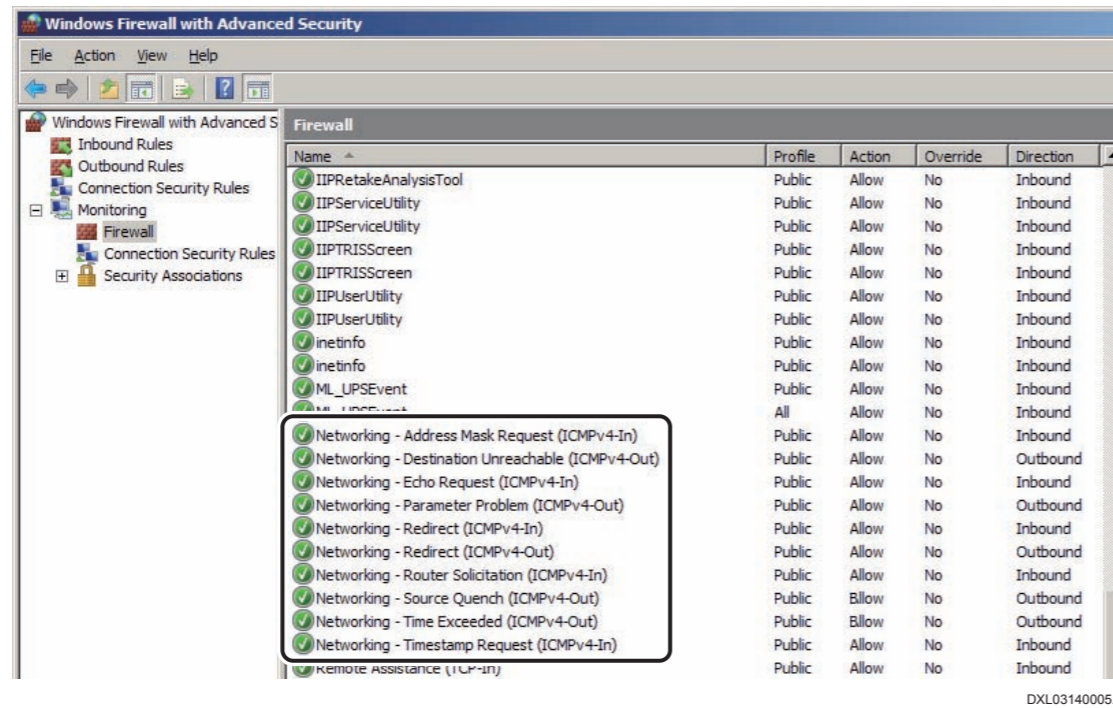 Windows Firewall with Advanced Security
File Action View Help
Windows Firewall with Advanced S
Inbound Rules
Outbound Rules
Connection Security Rules
Monitoring
Firewall
Connection Security Rules
Security Associations
Firewall
Name Profile Action Override Direction
IIPRetakeAnalysisTool Public Allow No Inbound
IIPServiceUtility Public Allow No Inbound
IIPServiceUtility Public Allow No Inbound
IIPTRISScreen Public Allow No Inbound
IIPTRISScreen Public Allow No Inbound
IIPUserUtility Public Allow No Inbound
IIPUserUtility Public Allow No Inbound
inetinfo Public Allow No Inbound
inetinfo Public Allow No Inbound
ML_UPSEvent Public Allow No Inbound
ML_UPSEvent All Allow No Inbound
Networking - Address Mask Request (ICMPv4-In) Public Allow No Inbound
Networking - Destination Unreachable (ICMPv4-Out) Public Allow No Outbound
Networking - Echo Request (ICMPv4-In) Public Allow No Inbound
Networking - Parameter Problem (ICMPv4-Out) Public Allow No Outbound
Networking - Redirect (ICMPv4-In) Public Allow No Inbound
Networking - Redirect (ICMPv4-Out) Public Allow No Outbound
Networking - Router Solicitation (ICMPv4-In) Public Allow No Inbound
Networking - Source Quench (ICMPv4-Out) Public Bllow No Outbound
Networking - Time Exceeded (ICMPv4-Out) Public Bllow No Outbound
Networking - Timestamp Request (ICMPv4-In) Public Allow No Inbound
Remote Assistance (TCP-In) Public Allow No Inbound
DXL03140005